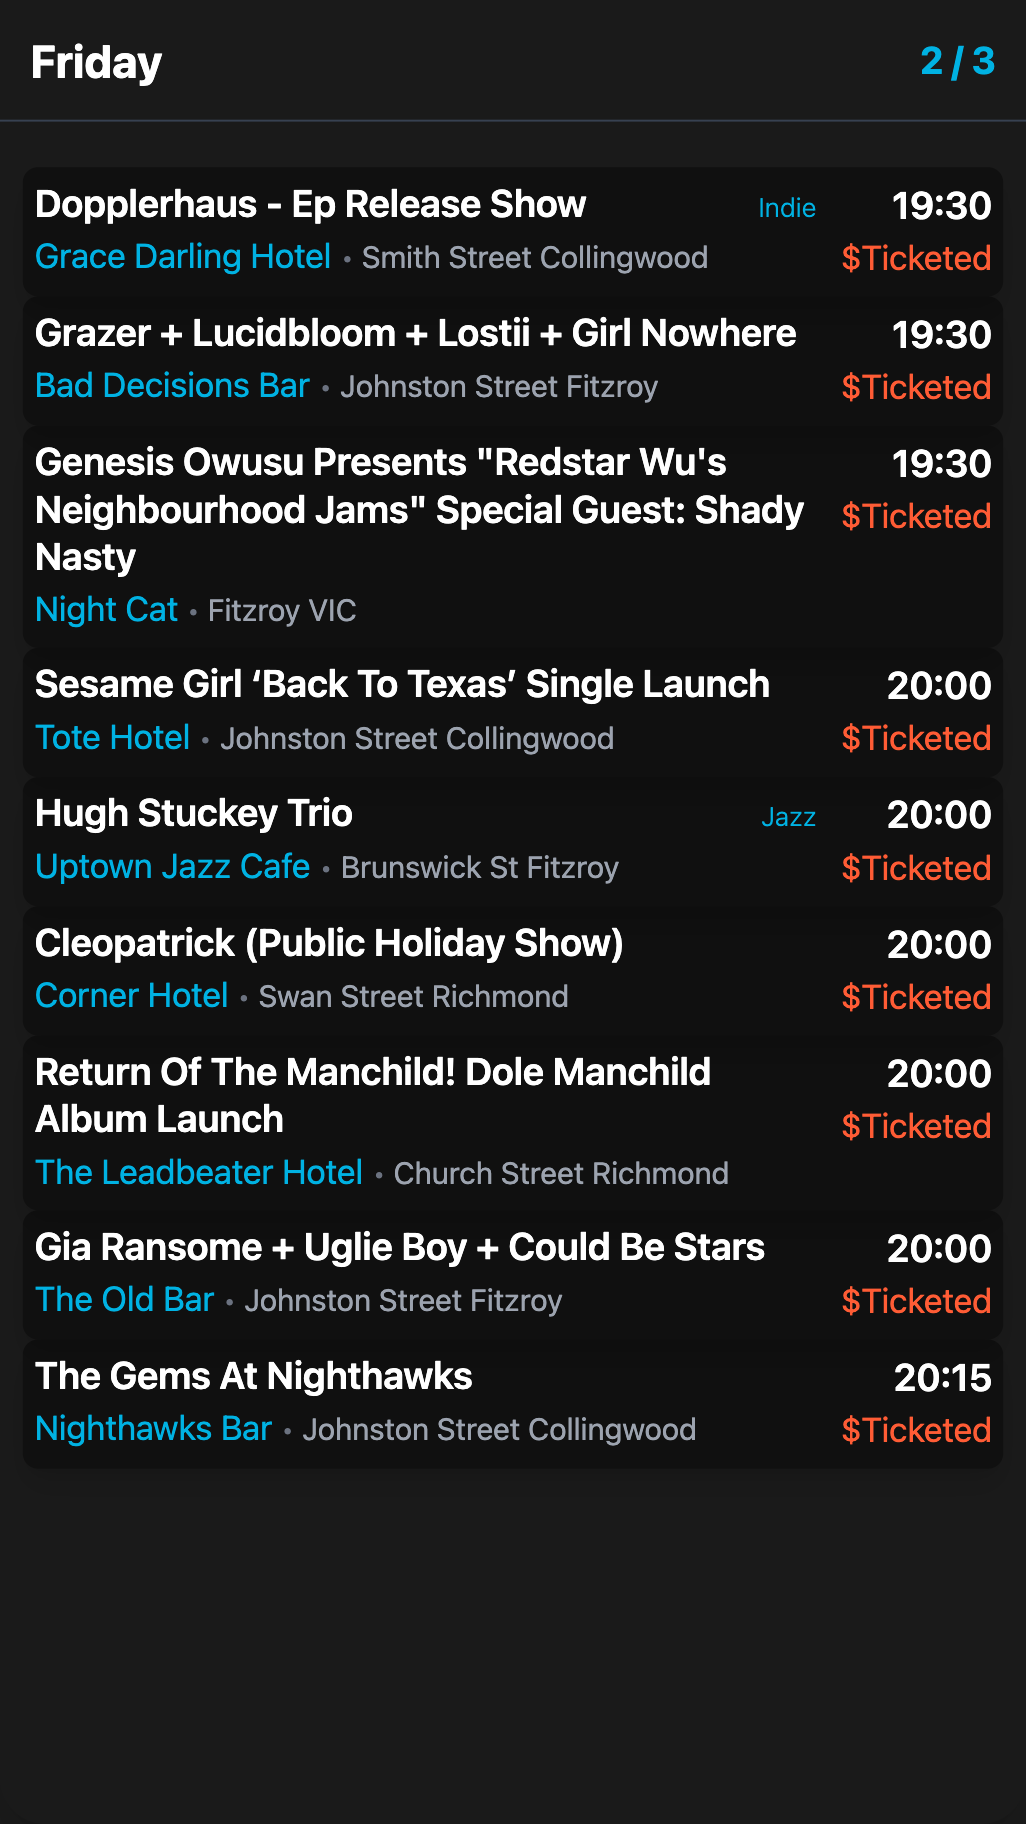 Friday 2 / 3
Dopplerhaus - Ep Release Show Indie 19:30
Grace Darling Hotel • Smith Street Collingwood $Ticketed
Grazer + Lucidbloom + Lostii + Girl Nowhere 19:30
Bad Decisions Bar • Johnston Street Fitzroy $Ticketed
Genesis Owusu Presents "Redstar Wu's 19:30
Neighbourhood Jams" Special Guest: Shady $Ticketed
Nasty
Night Cat • Fitzroy VIC
Sesame Girl ‘Back To Texas’ Single Launch 20:00
Tote Hotel • Johnston Street Collingwood $Ticketed
Hugh Stuckey Trio Jazz 20:00
Uptown Jazz Cafe • Brunswick St Fitzroy $Ticketed
Cleopatrick (Public Holiday Show) 20:00
Corner Hotel • Swan Street Richmond $Ticketed
Return Of The Manchild! Dole Manchild 20:00
Album Launch $Ticketed
The Leadbeater Hotel • Church Street Richmond
Gia Ransome + Uglie Boy + Could Be Stars 20:00
The Old Bar • Johnston Street Fitzroy $Ticketed
The Gems At Nighthawks 20:15
Nighthawks Bar • Johnston Street Collingwood $Ticketed